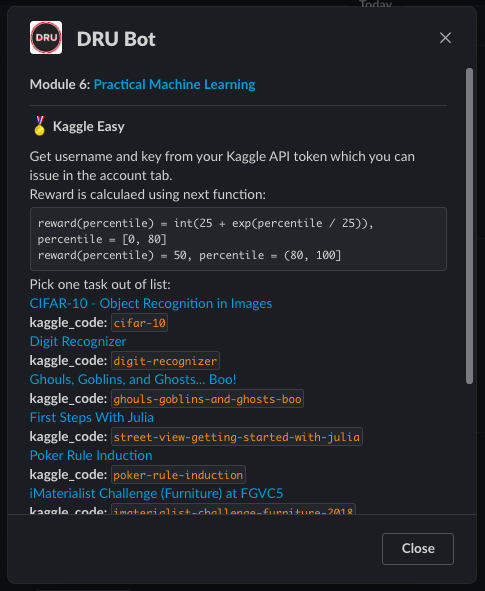 Today
DRU
DRU Bot
Module 6: Practical Machine Learning
Kaggle Easy
Get username and key from your Kaggle API token which you can
issue in the account tab.
Reward is calculaed using next function:
reward(percentile) = int(25 + exp(percentile / 25)),
percentile = [0, 80]
reward(percentile) = 50, percentile = (80, 100]
Pick one task out of list:
CIFAR-10 - Object Recognition in Images
kaggle_code: cifar-10
Digit Recognizer
kaggle_code: digit-recognizer
Ghouls, Goblins, and Ghosts... Boo!
kaggle_code: ghouls-goblins-and-ghosts-boo
First Steps With Julia
kaggle_code: street-view-getting-started-with-julia
Poker Rule Induction
kaggle_code: poker-rule-induction
iMaterialist Challenge (Furniture) at FGVC5
kaggle_code: imaterialist-challenge-furniture-2018
Close